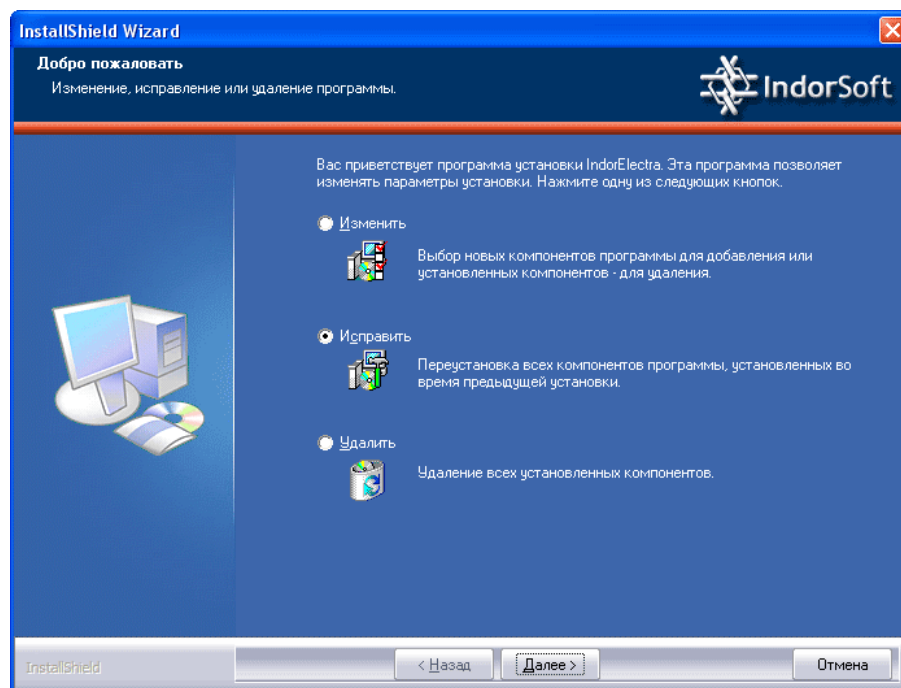 InstallShield Wizard
Добро пожаловать
Изменение, исправление или удаление программы.
IndorSoft
Вас приветствует программа установки IndorElectra. Эта программа позволяет
изменять параметры установки. Нажмите одну из следующих кнопок.
Изменить
Выбор новых компонентов программы для добавления или
установленных компонентов - для удаления.
Исправить
Переустановка всех компонентов программы, установленных во
время предыдущей установки.
Удалить
Удаление всех установленных компонентов.
InstallShield
< Назад
Далее >
Отмена